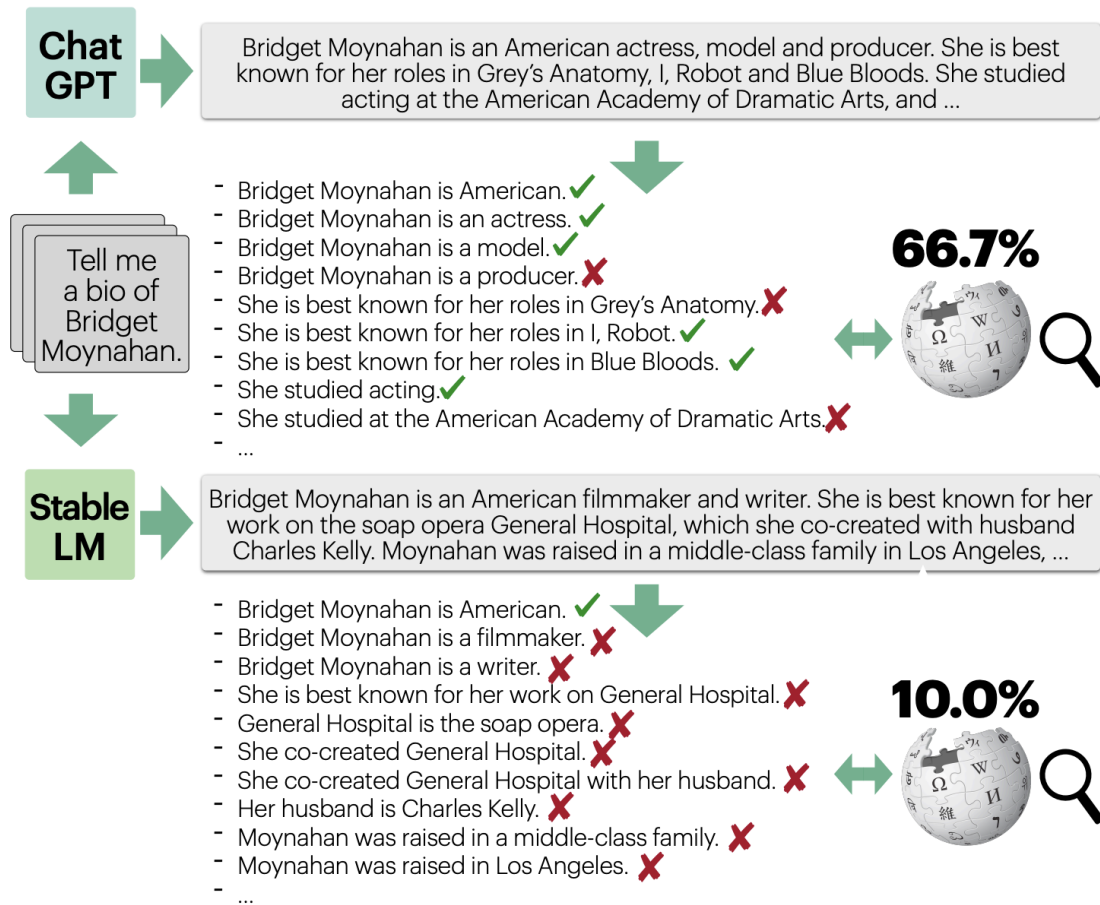 Chat
GPT
Bridget Moynahan is an American actress, model and producer. She is best
known for her roles in Grey's Anatomy, I, Robot and Blue Bloods. She studied
acting at the American Academy of Dramatic Arts, and ...
Tell me
a bio of
Bridget
Moynahan.
- Bridget Moynahan is American.
- Bridget Moynahan is an actress.
- Bridget Moynahan is a model.
- Bridget Moynahan is a producer.
- She is best known for her roles in Grey's Anatomy.
- She is best known for her roles in I, Robot.
- She is best known for her roles in Blue Bloods.
- She studied acting.
- She studied at the American Academy of Dramatic Arts.
- ...
66.7%
Ω W И 維
Stable
LM
Bridget Moynahan is an American filmmaker and writer. She is best known for her
work on the soap opera General Hospital, which she co-created with husband
Charles Kelly. Moynahan was raised in a middle-class family in Los Angeles, ...
- Bridget Moynahan is American.
- Bridget Moynahan is a filmmaker.
- Bridget Moynahan is a writer.
- She is best known for her work on General Hospital.
- General Hospital is the soap opera.
- She co-created General Hospital.
- She co-created General Hospital with her husband.
- Her husband is Charles Kelly.
- Moynahan was raised in a middle-class family.
- Moynahan was raised in Los Angeles.
- ...
10.0%
Ω W И 維